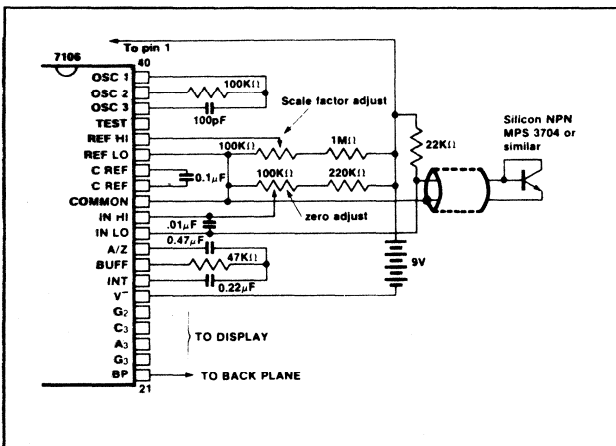 To pin 1
7106
40
OSC 1
OSC 2
OSC 3
TEST
REF HI
REF LO
C REF
C REF
COMMON
IN HI
IN LO
A/Z
BUFF
INT
V⁻
G2
C3
A3
G3
BP
21
100KΩ
100pF
Scale factor adjust
100KΩ
1MΩ
22KΩ
Silicon NPN
MPS 3704 or
similar
0.1μF
100KΩ
220KΩ
zero adjust
.01μF
0.47μF
47KΩ
0.22μF
9V
TO DISPLAY
TO BACK PLANE